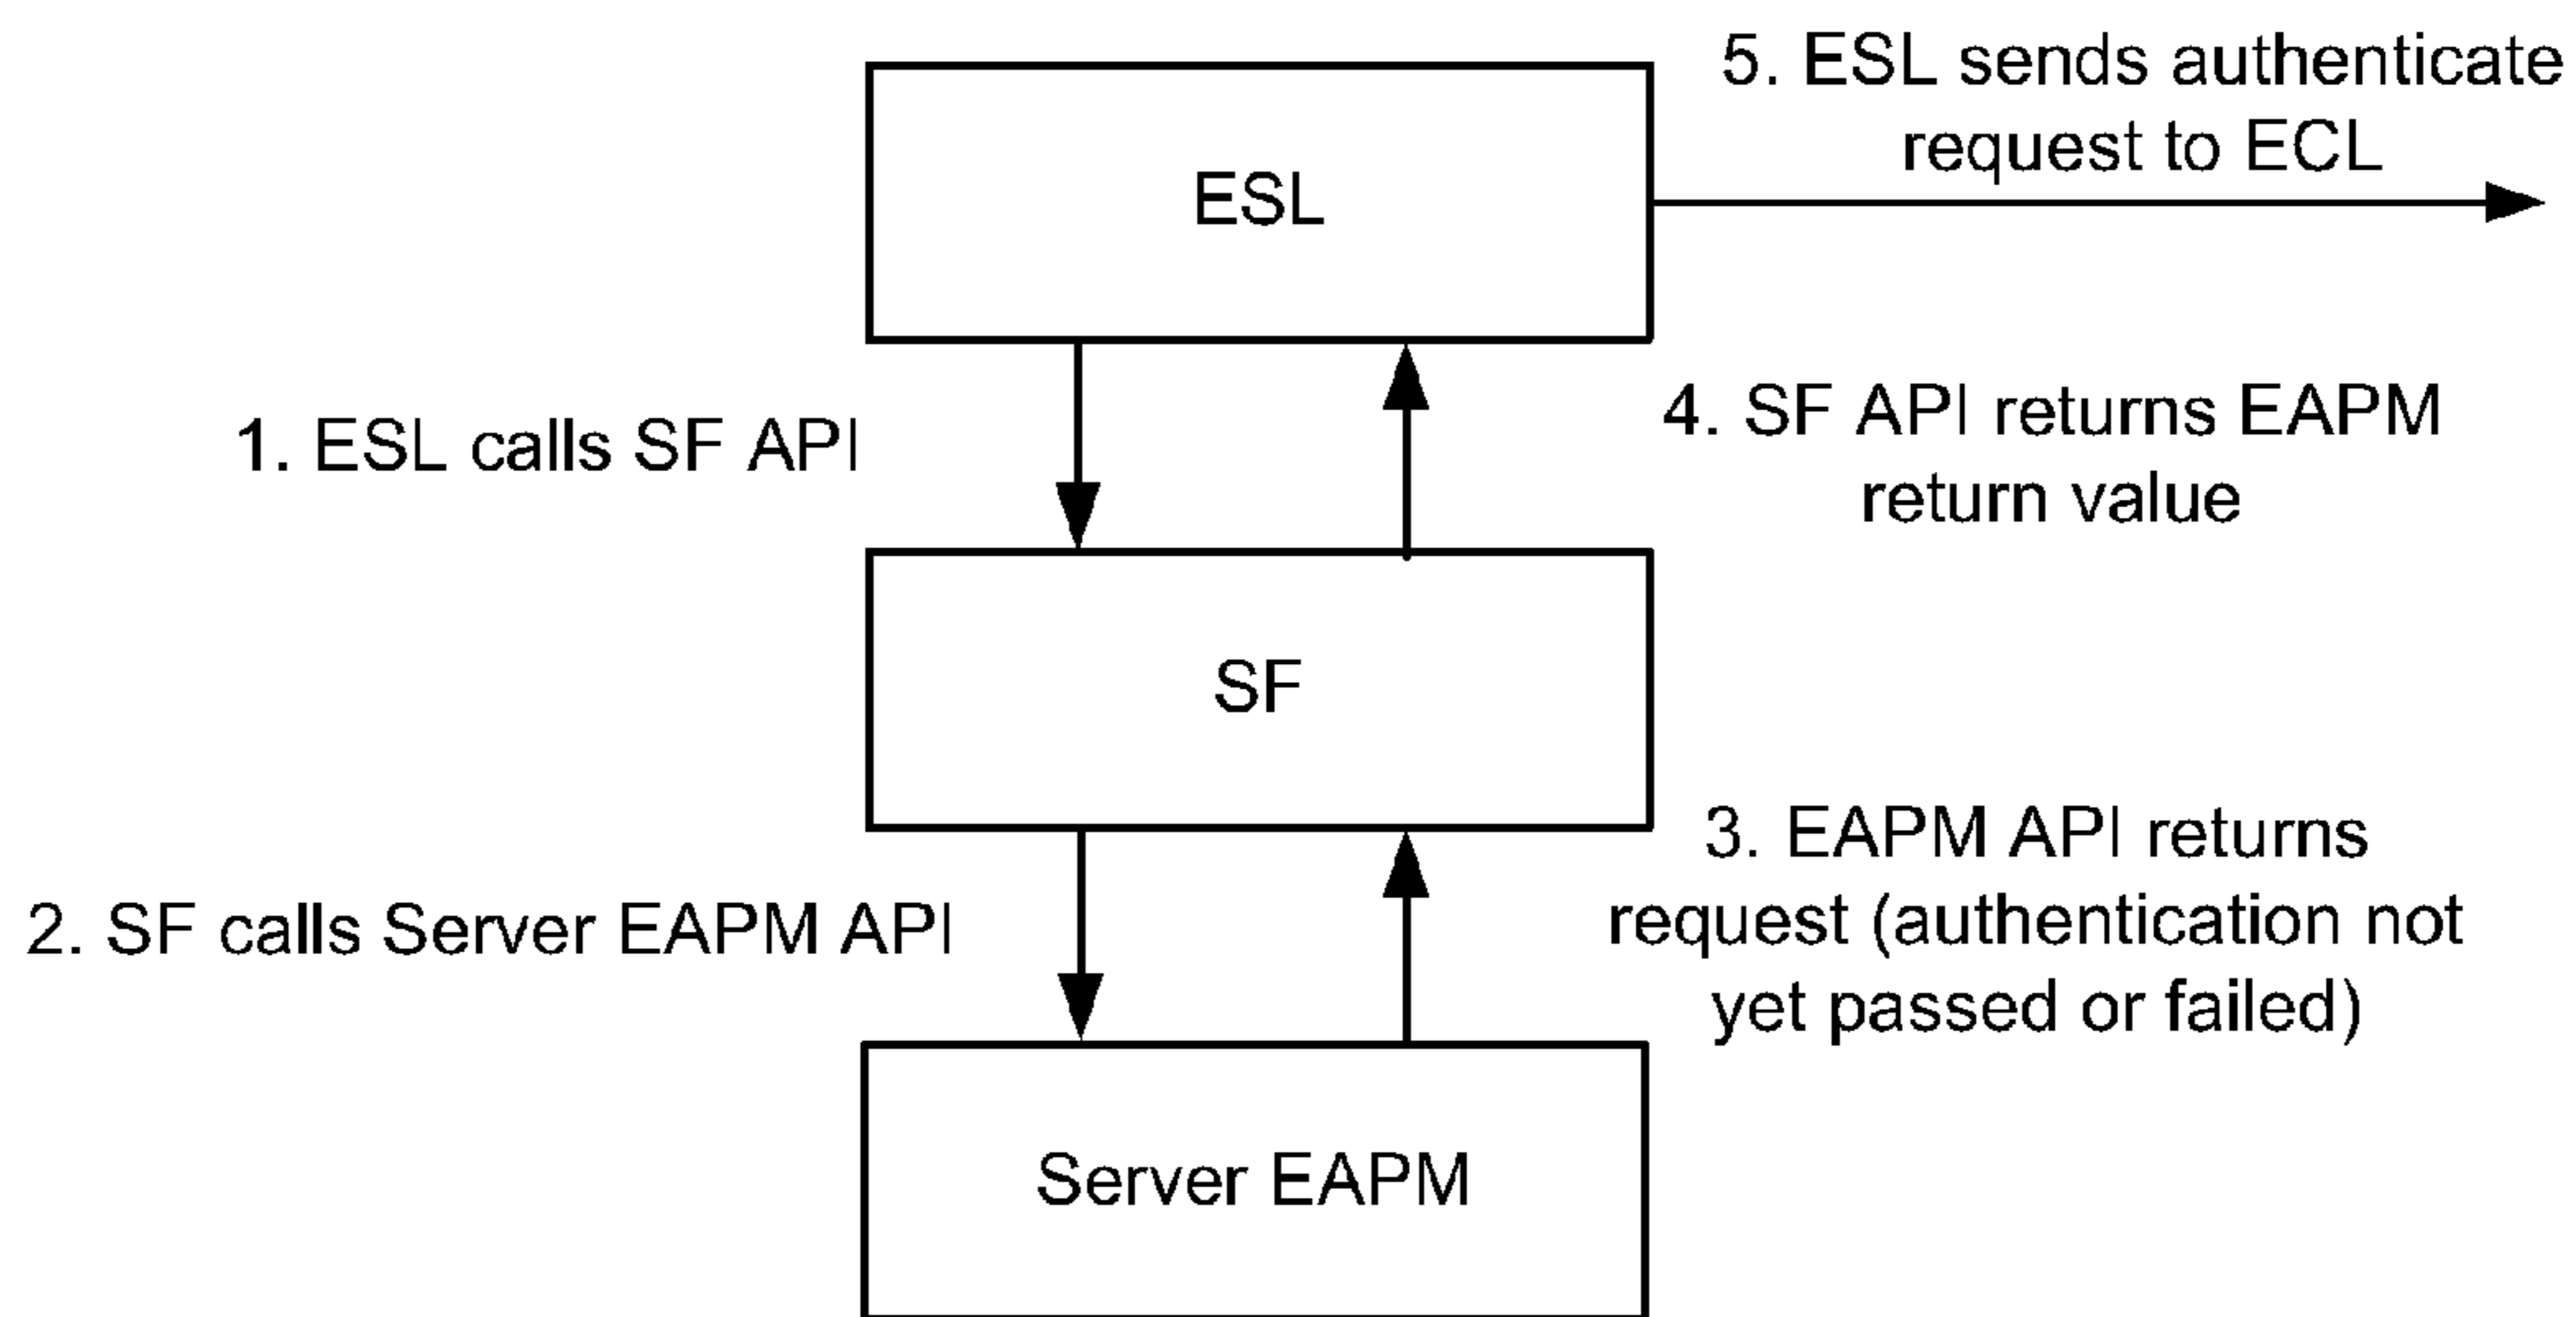 5. ESL sends authenticate
request to ECL
ESL
1. ESL calls SF API
4. SF API returns EAPM
return value
SF
3. EAPM API returns
request (authentication not
yet passed or failed)
2. SF calls Server EAPM API
Server EAPM